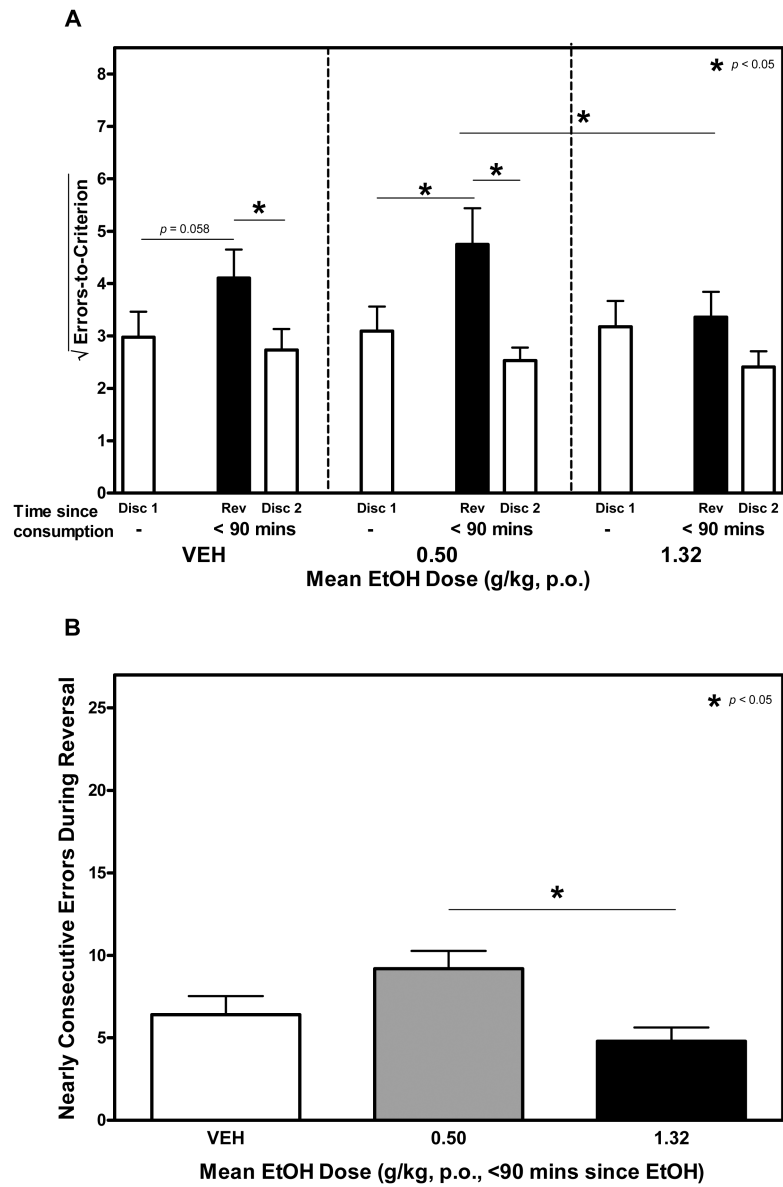 A
* p < 0.05
√ Errors-to-Criterion
8
7
6
5
4
3
2
1
0
p = 0.058
*
*
*
*
Time since consumption
Disc 1
Rev
Disc 2
Disc 1
Rev
Disc 2
Disc 1
Rev
Disc 2
-
< 90 mins
-
< 90 mins
-
< 90 mins
VEH
0.50
1.32
Mean EtOH Dose (g/kg, p.o.)
B
* p < 0.05
Nearly Consecutive Errors During Reversal
25
20
15
10
5
0
*
VEH
0.50
1.32
Mean EtOH Dose (g/kg, p.o., <90 mins since EtOH)